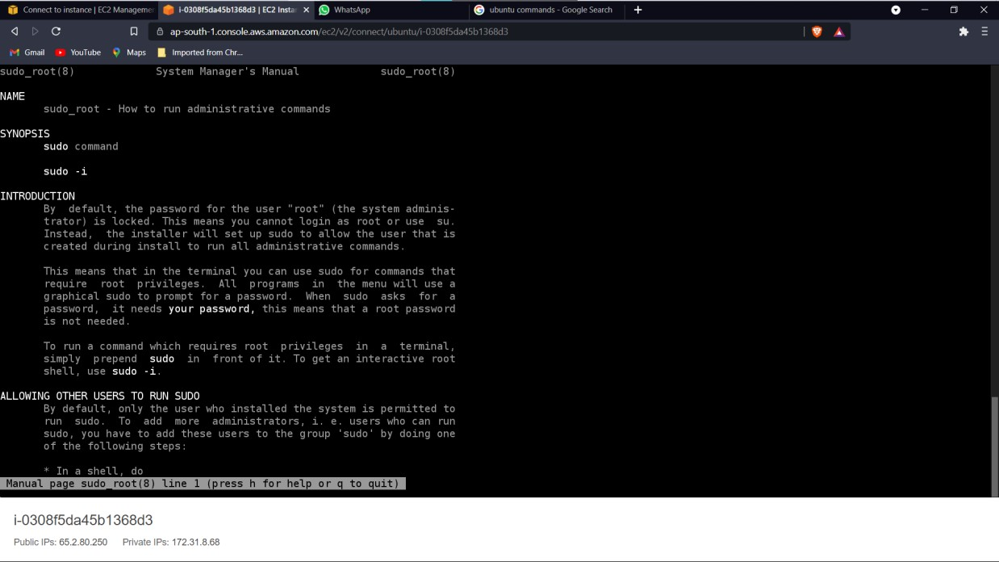 Connect to instance | EC2 Manageme
i-0308f5da45b1368d3 | EC2 Insta
WhatsApp
ubuntu commands - Google Search
ap-south-1.console.aws.amazon.com/ec2/v2/connect/ubuntu/i-0308f5da45b1368d3
Gmail YouTube Maps Imported from Chr...
sudo_root(8) System Manager's Manual sudo_root(8)
NAME
sudo_root - How to run administrative commands
SYNOPSIS
sudo command
sudo -i
INTRODUCTION
By default, the password for the user "root" (the system adminis-
trator) is locked. This means you cannot login as root or use su.
Instead, the installer will set up sudo to allow the user that is
created during install to run all administrative commands.
This means that in the terminal you can use sudo for commands that
require root privileges. All programs in the menu will use a
graphical sudo to prompt for a password. When sudo asks for a
password, it needs your password, this means that a root password
is not needed.
To run a command which requires root privileges in a terminal,
simply prepend sudo in front of it. To get an interactive root
shell, use sudo -i.
ALLOWING OTHER USERS TO RUN SUDO
By default, only the user who installed the system is permitted to
run sudo. To add more administrators, i. e. users who can run
sudo, you have to add these users to the group 'sudo' by doing one
of the following steps:
* In a shell, do
Manual page sudo_root(8) line 1 (press h for help or q to quit)
i-0308f5da45b1368d3
Public IPs: 65.2.80.250 Private IPs: 172.31.8.68